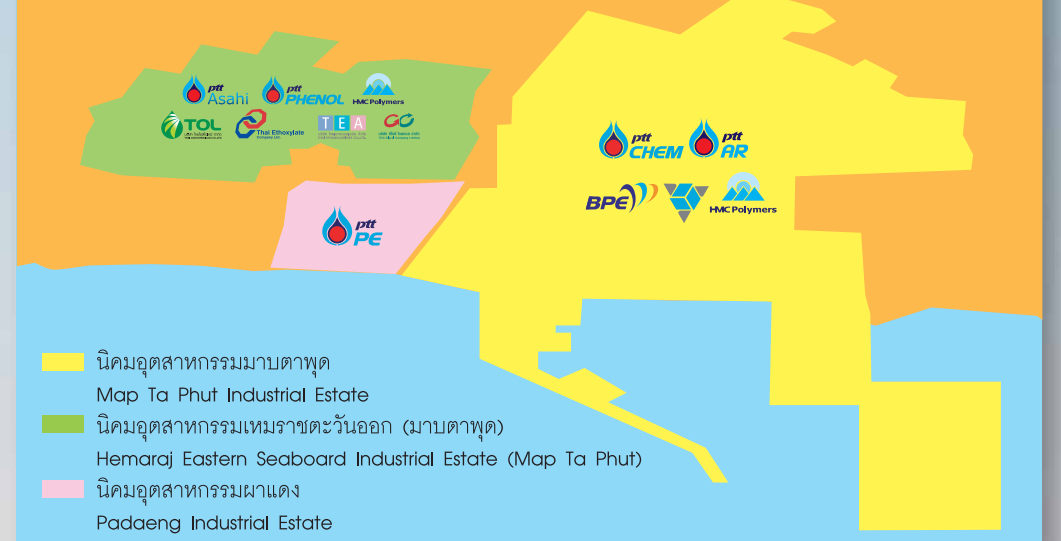 ptt
Asahi
ptt
PHENOL
HMC Polymers
TOL
Thai Ethoxylate
TEA
GC
ptt
CHEM
ptt
AR
BPE
HMC Polymers
ptt
PE
นิคมอุตสาหกรรมมาบตาพุด
Map Ta Phut Industrial Estate
นิคมอุตสาหกรรมเหมราชตะวันออก (มาบตาพุด)
Hemaraj Eastern Seaboard Industrial Estate (Map Ta Phut)
นิคมอุตสาหกรรมผาแดง
Padaeng Industrial Estate